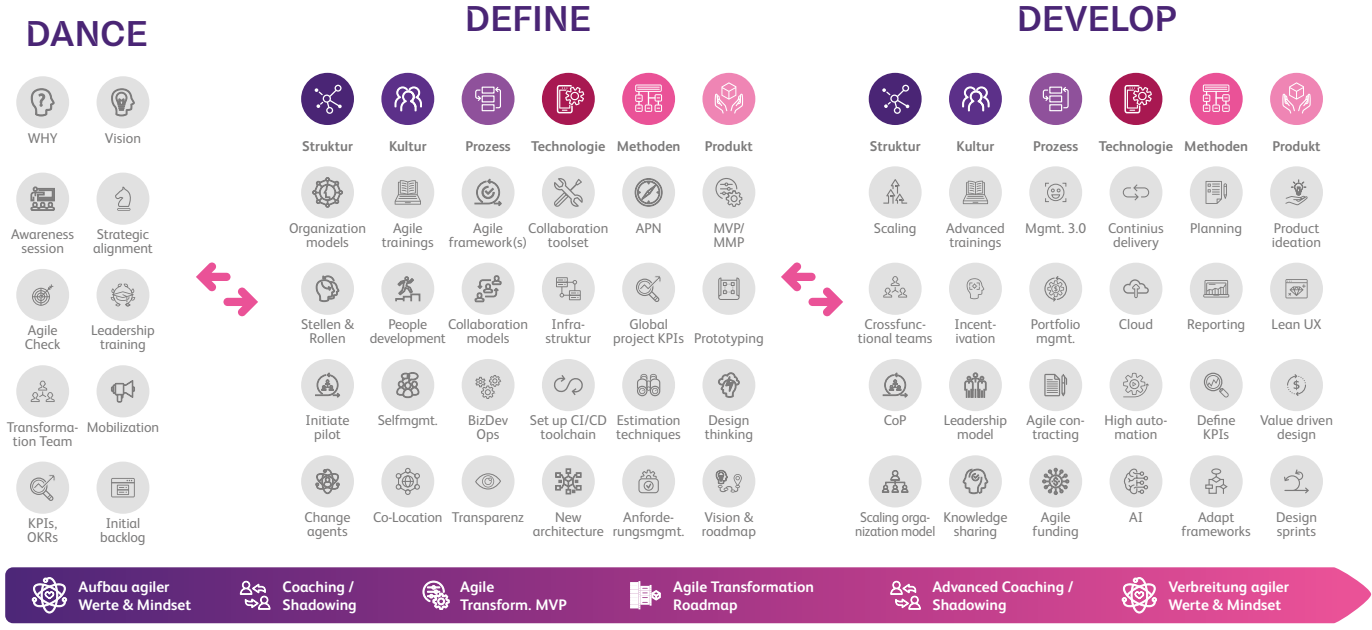 DANCE
DEFINE
DEVELOP
WHY
Vision
Awareness
session
Strategic
alignment
Agile
Check
Leadership
training
Transforma-
tion Team
Mobilization
KPIs,
OKRs
Initial
backlog
Struktur
Kultur
Prozess
Technologie
Methoden
Produkt
Organization
models
Agile
trainings
Agile
framework(s)
Collaboration
toolset
APN
MVP/
MMP
Stellen &
Rollen
People
development
Collaboration
models
Infra-
struktur
Global
project KPIs
Prototyping
Initiate
pilot
Selfmgmt.
BizDev
Ops
Set up CI/CD
toolchain
Estimation
techniques
Design
thinking
Change
agents
Co-Location
Transparenz
New
architecture
Anforde-
rungsmgmt.
Vision &
roadmap
Struktur
Kultur
Prozess
Technologie
Methoden
Produkt
Scaling
Advanced
trainings
Mgmt. 3.0
Continius
delivery
Planning
Product
ideation
Crossfunc-
tional teams
Incent-
ivation
Portfolio
mgmt.
Cloud
Reporting
Lean UX
CoP
Leadership
model
Agile con-
tracting
High auto-
mation
Define
KPIs
Value driven
design
Scaling orga-
nization model
Knowledge
sharing
Agile
funding
AI
Adapt
frameworks
Design
sprints
Aufbau agiler
Werte & Mindset
Coaching /
Shadowing
Agile
Transform. MVP
Agile Transformation
Roadmap
Advanced Coaching /
Shadowing
Verbreitung agiler
Werte & Mindset